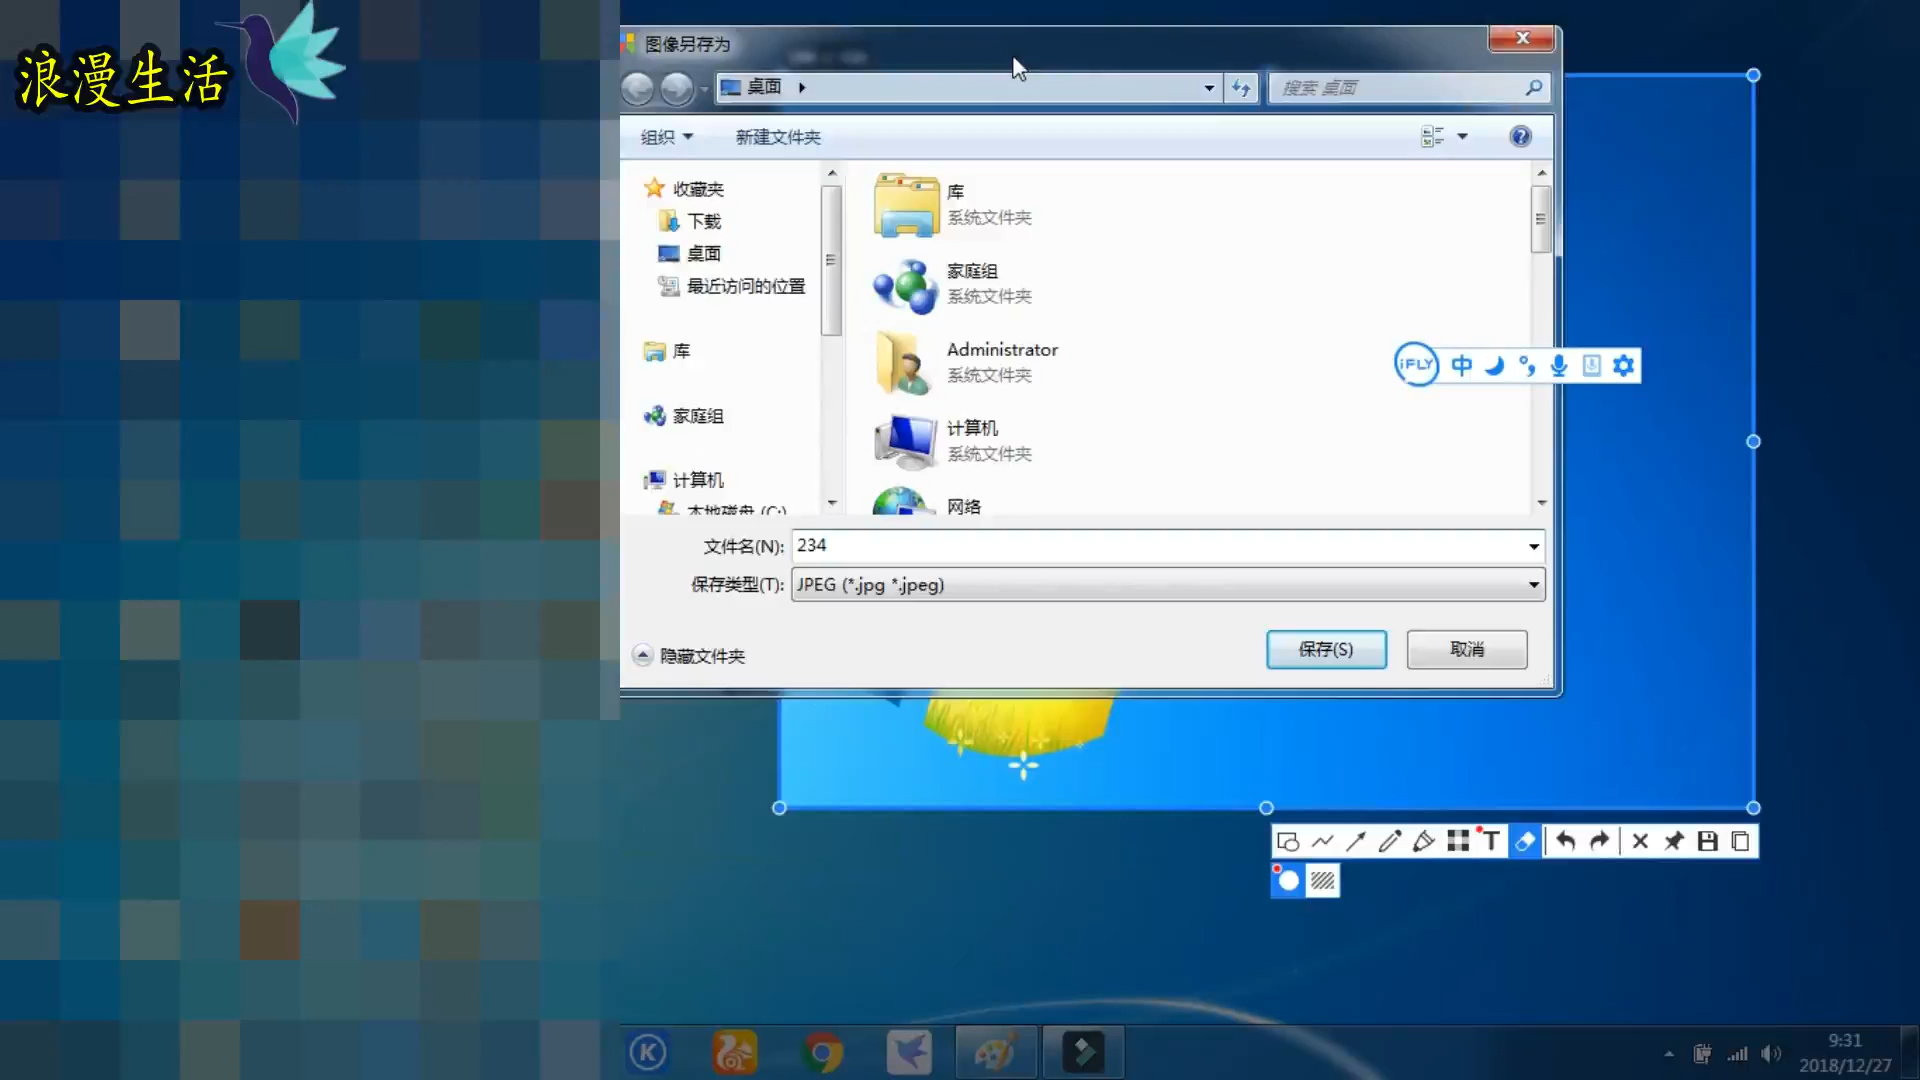 浪漫生活
图像另存为
桌面
搜索 桌面
组织
新建文件夹
收藏夹
下载
桌面
最近访问的位置
库
家庭组
计算机
本地磁盘 (C:)
库
系统文件夹
家庭组
系统文件夹
Administrator
系统文件夹
计算机
系统文件夹
网络
iFLY 中
文件名(N): 234
保存类型(T): JPEG (*.jpg *.jpeg)
隐藏文件夹
保存(S)
取消
T
K
9:31
2018/12/27